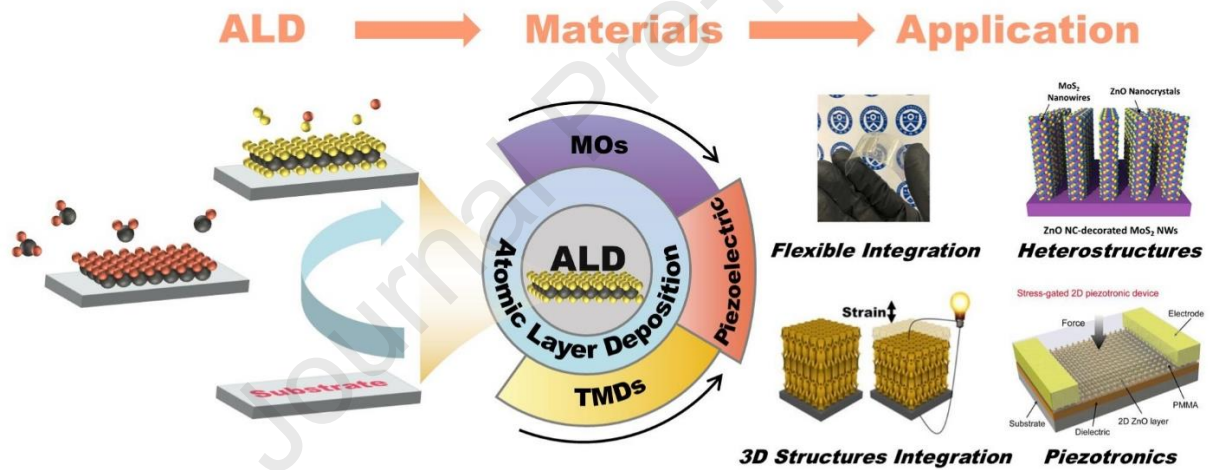 ALD
Materials
Application
MOs
Piezoelectric
TMDs
Atomic Layer Deposition
ALD
Substrate
Flexible Integration
MoS₂
Nanowires
ZnO Nanocrystals
ZnO NC-decorated MoS₂ NWs
Heterostructures
Strain
3D Structures Integration
Stress-gated 2D piezotronic device
Force
Electrode
PMMA
2D ZnO layer
Dielectric
Substrate
Piezotronics
Journal Pre-